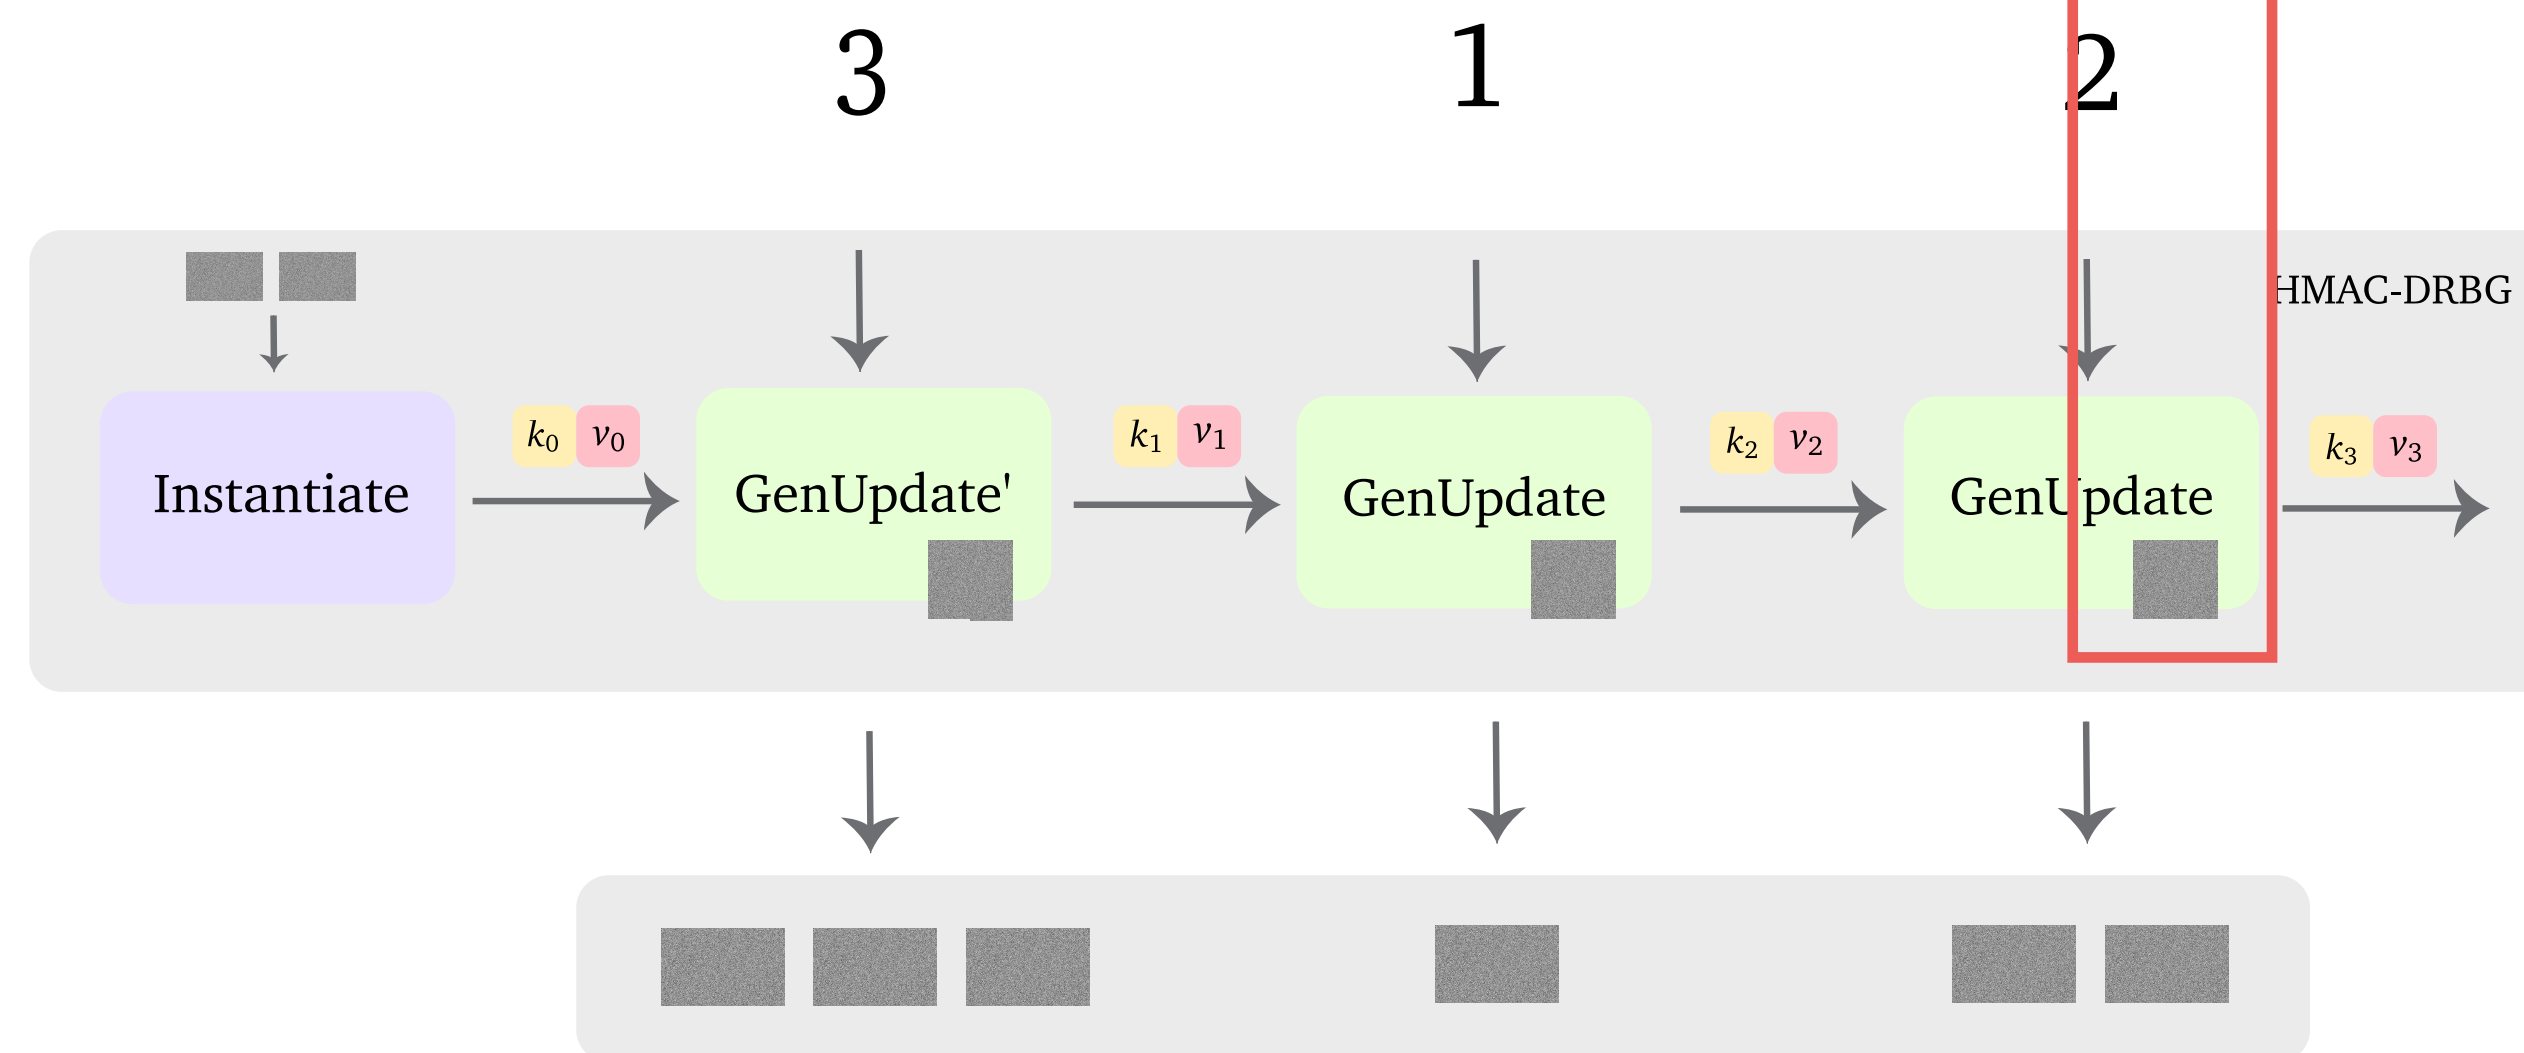 3 1 2
HMAC-DRBG
k0 v0 k1 v1 k2 v2 k3 v3
Instantiate GenUpdate' GenUpdate GenUpdate